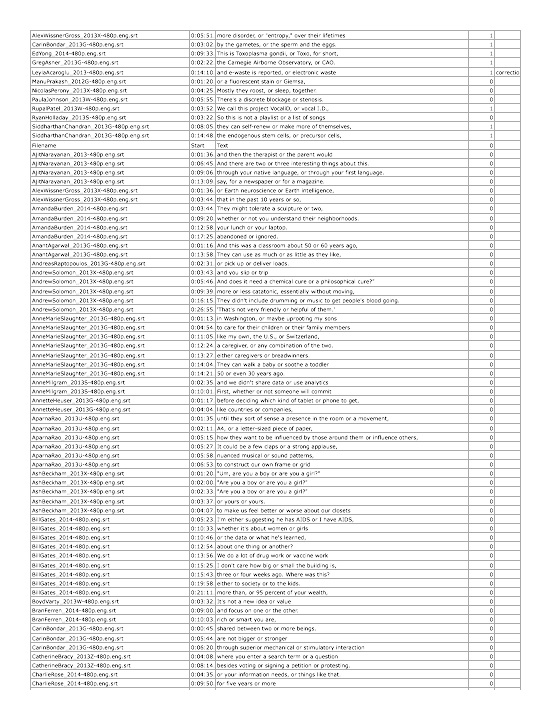 AlexWissnerGross_2013X-480p.eng.srt 0:05:51 more disorder, or "entropy," over their lifetimes 1
CarinBondar_2013G-480p.eng.srt 0:03:02 by the gametes, or the sperm and the eggs. 1
EdYong_2014-480p.eng.srt 0:09:33 This is Toxoplasma gondii, or Toxo, for short, 1
GregAsner_2013G-480p.eng.srt 0:02:22 the Carnegie Airborne Observatory, or CAO. 1
LeylaAcaroglu_2013-480p.eng.srt 0:14:10 and e-waste is reported, or electronic waste 1 correctio
ManuPrakash_2012G-480p.eng.srt 0:01:20 or a fluorescent stain or Giemsa, 0
NicolasPerony_2013X-480p.eng.srt 0:04:25 Mostly they roost, or sleep, together. 0
PaulaJohnson_2013W-480p.eng.srt 0:05:55 There's a discrete blockage or stenosis. 0
RupalPatel_2013W-480p.eng.srt 0:03:52 We call this project VocaliD, or vocal I.D., 1
RyanHolladay_2013S-480p.eng.srt 0:03:22 So this is not a playlist or a list of songs 0
SiddharthanChandran_2013G-480p.eng.srt 0:08:05 they can self-renew or make more of themselves, 1
SiddharthanChandran_2013G-480p.eng.srt 0:14:48 the endogenous stem cells, or precursor cells, 1
Filename Start Text 0
AjitNarayanan_2013-480p.eng.srt 0:01:36 and then the therapist or the parent would 0
AjitNarayanan_2013-480p.eng.srt 0:06:45 And there are two or three interesting things about this. 0
AjitNarayanan_2013-480p.eng.srt 0:09:06 through your native language, or through your first language. 0
AjitNarayanan_2013-480p.eng.srt 0:13:09 say, for a newspaper or for a magazine, 0
AlexWissnerGross_2013X-480p.eng.srt 0:01:36 or Earth neuroscience or Earth intelligence, 0
AlexWissnerGross_2013X-480p.eng.srt 0:03:44 that in the past 10 years or so, 0
AmandaBurden_2014-480p.eng.srt 0:03:44 They might tolerate a sculpture or two, 0
AmandaBurden_2014-480p.eng.srt 0:09:20 whether or not you understand their neighborhoods. 0
AmandaBurden_2014-480p.eng.srt 0:12:58 your lunch or your laptop. 0
AmandaBurden_2014-480p.eng.srt 0:17:25 abandoned or ignored. 0
AnantAgarwal_2013G-480p.eng.srt 0:01:16 And this was a classroom about 50 or 60 years ago, 0
AnantAgarwal_2013G-480p.eng.srt 0:13:58 They can use as much or as little as they like, 0
AndreasRaptopoulos_2013G-480p.eng.srt 0:02:31 or pick up or deliver loads. 0
AndrewSolomon_2013X-480p.eng.srt 0:03:43 and you slip or trip 0
AndrewSolomon_2013X-480p.eng.srt 0:05:46 And does it need a chemical cure or a philosophical cure?" 0
AndrewSolomon_2013X-480p.eng.srt 0:09:39 more or less catatonic, essentially without moving, 0
AndrewSolomon_2013X-480p.eng.srt 0:16:15 They didn't include drumming or music to get people's blood going. 0
AndrewSolomon_2013X-480p.eng.srt 0:26:55 "That's not very friendly or helpful of them." 0
AnneMarieSlaughter_2013G-480p.eng.srt 0:01:13 in Washington, or maybe uprooting my sons 0
AnneMarieSlaughter_2013G-480p.eng.srt 0:04:54 to care for their children or their family members 0
AnneMarieSlaughter_2013G-480p.eng.srt 0:11:05 like my own, the U.S., or Switzerland, 0
AnneMarieSlaughter_2013G-480p.eng.srt 0:12:24 a caregiver, or any combination of the two. 0
AnneMarieSlaughter_2013G-480p.eng.srt 0:13:27 either caregivers or breadwinners. 0
AnneMarieSlaughter_2013G-480p.eng.srt 0:14:04 They can walk a baby or soothe a toddler 0
AnneMarieSlaughter_2013G-480p.eng.srt 0:14:21 50 or even 30 years ago. 0
AnneMilgram_2013S-480p.eng.srt 0:02:35 and we didn't share data or use analytics 0
AnneMilgram_2013S-480p.eng.srt 0:10:01 First, whether or not someone will commit 0
AnnetteHeuser_2013G-480p.eng.srt 0:01:17 before deciding which kind of tablet or phone to get, 0
AnnetteHeuser_2013G-480p.eng.srt 0:04:04 like countries or companies, 0
AparnaRao_2013U-480p.eng.srt 0:01:35 until they sort of sense a presence in the room or a movement, 0
AparnaRao_2013U-480p.eng.srt 0:02:11 A4, or a letter-sized piece of paper, 0
AparnaRao_2013U-480p.eng.srt 0:05:15 how they want to be influenced by those around them or influence others, 0
AparnaRao_2013U-480p.eng.srt 0:05:27 It could be a few claps or a strong applause, 0
AparnaRao_2013U-480p.eng.srt 0:05:58 nuanced musical or sound patterns, 0
AparnaRao_2013U-480p.eng.srt 0:06:53 to construct our own frame or grid 0
AshBeckham_2013X-480p.eng.srt 0:01:20 "Um, are you a boy or are you a girl?" 0
AshBeckham_2013X-480p.eng.srt 0:02:00 "Are you a boy or are you a girl?" 0
AshBeckham_2013X-480p.eng.srt 0:02:33 "Are you a boy or are you a girl?" 0
AshBeckham_2013X-480p.eng.srt 0:03:37 or yours or yours. 0
AshBeckham_2013X-480p.eng.srt 0:04:07 to make us feel better or worse about our closets 0
BillGates_2014-480p.eng.srt 0:05:23 I'm either suggesting he has AIDS or I have AIDS, 0
BillGates_2014-480p.eng.srt 0:10:33 whether it's about women or girls 0
BillGates_2014-480p.eng.srt 0:10:46 or the data or what he's learned, 0
BillGates_2014-480p.eng.srt 0:12:54 about one thing or another? 0
BillGates_2014-480p.eng.srt 0:13:56 We do a lot of drug work or vaccine work 0
BillGates_2014-480p.eng.srt 0:15:25 I don't care how big or small the building is, 0
BillGates_2014-480p.eng.srt 0:15:43 three or four weeks ago. Where was this? 0
BillGates_2014-480p.eng.srt 0:19:58 either to society or to the kids. 0
BillGates_2014-480p.eng.srt 0:21:11 more than, or 95 percent of your wealth, 0
BoydVarty_2013W-480p.eng.srt 0:03:32 It's not a new idea or value 0
BranFerren_2014-480p.eng.srt 0:09:00 and focus on one or the other. 0
BranFerren_2014-480p.eng.srt 0:10:03 rich or smart you are, 0
CarinBondar_2013G-480p.eng.srt 0:00:45 shared between two or more beings. 0
CarinBondar_2013G-480p.eng.srt 0:05:44 are not bigger or stronger 0
CarinBondar_2013G-480p.eng.srt 0:06:20 through superior mechanical or stimulatory interaction 0
CatherineBracy_2013Z-480p.eng.srt 0:04:08 where you enter a search term or a question 0
CatherineBracy_2013Z-480p.eng.srt 0:08:14 besides voting or signing a petition or protesting. 0
CharlieRose_2014-480p.eng.srt 0:04:35 or your information needs, or things like that. 0
CharlieRose_2014-480p.eng.srt 0:09:50 for five years or more 0